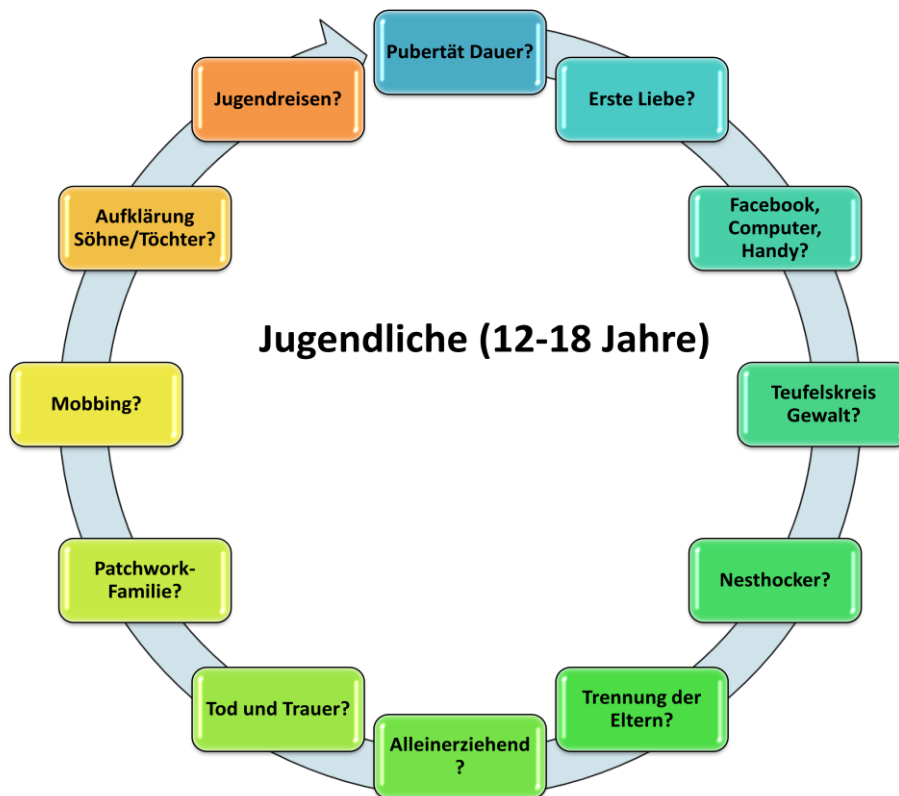 Pubertät Dauer?
Erste Liebe?
Facebook,
Computer,
Handy?
Teufelskreis
Gewalt?
Nesthocker?
Trennung der
Eltern?
Alleinerziehend
?
Tod und Trauer?
Patchwork-
Familie?
Mobbing?
Aufklärung
Söhne/Töchter?
Jugendreisen?
Jugendliche (12-18 Jahre)